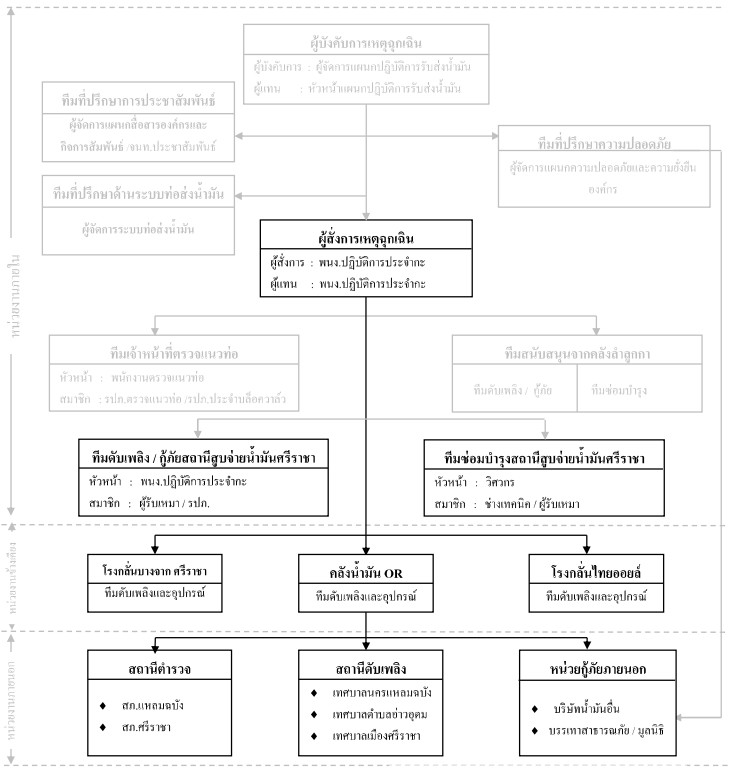 ผู้บังคับการเหตุฉุกเฉิน
ผู้บังคับการ : ผู้จัดการแผนกปฏิบัติการรับส่งน้ำมัน
ผู้แทน : หัวหน้าแผนกปฏิบัติการรับส่งน้ำมัน
ทีมที่ปรึกษาการประชาสัมพันธ์
ผู้จัดการแผนกสื่อสารองค์กรและ
กิจการสัมพันธ์ /จนท.ประชาสัมพันธ์
ทีมที่ปรึกษาความปลอดภัย
ผู้จัดการแผนกความปลอดภัยและความยั่งยืน
องค์กร
ทีมที่ปรึกษาด้านระบบท่อส่งน้ำมัน
ผู้จัดการระบบท่อส่งน้ำมัน
ผู้สั่งการเหตุฉุกเฉิน
ผู้สั่งการ : พนง.ปฏิบัติการประจำกะ
ผู้แทน : พนง.ปฏิบัติการประจำกะ
หน่วยงานภายใน
ทีมเจ้าหน้าที่ตรวจแนวท่อ
หัวหน้า : พนักงานตรวจแนวท่อ
สมาชิก : รปภ.ตรวจแนวท่อ /รปภ.ประจำบล็อควาล์ว
ทีมสนับสนุนจากคลังลำลูกกา
ทีมดับเพลิง / กู้ภัย
ทีมซ่อมบำรุง
ทีมดับเพลิง / กู้ภัยสถานีสูบจ่ายน้ำมันศรีราชา
หัวหน้า : พนง.ปฏิบัติการประจำกะ
สมาชิก : ผู้รับเหมา / รปภ.
ทีมซ่อมบำรุงสถานีสูบจ่ายน้ำมันศรีราชา
หัวหน้า : วิศวกร
สมาชิก : ช่างเทคนิค / ผู้รับเหมา
หน่วยงานข้างเคียง
โรงกลั่นบางจาก ศรีราชา
ทีมดับเพลิงและอุปกรณ์
คลังน้ำมัน OR
ทีมดับเพลิงและอุปกรณ์
โรงกลั่นไทยออยล์
ทีมดับเพลิงและอุปกรณ์
หน่วยงานภายนอก
สถานีตำรวจ
♦ สภ.แหลมฉบัง
♦ สภ.ศรีราชา
สถานีดับเพลิง
♦ เทศบาลนครแหลมฉบัง
♦ เทศบาลตำบลอ่าวอุดม
♦ เทศบาลเมืองศรีราชา
หน่วยกู้ภัยภายนอก
♦ บริษัทน้ำมันอื่น
♦ บรรเทาสาธารณภัย / มูลนิธิ